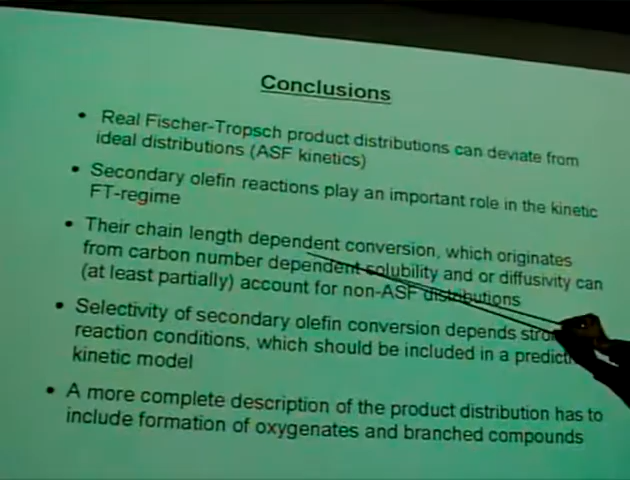 Conclusions
• Real Fischer-Tropsch product distributions can deviate from
ideal distributions (ASF kinetics)
• Secondary olefin reactions play an important role in the kinetic
FT-regime
• Their chain length dependent conversion, which originates
from carbon number dependent solubility and or diffusivity can
(at least partially) account for non-ASF distributions
• Selectivity of secondary olefin conversion depends
reaction conditions, which should be included in a
kinetic model
• A more complete description of the product distribution has to
include formation of oxygenates and branched compounds